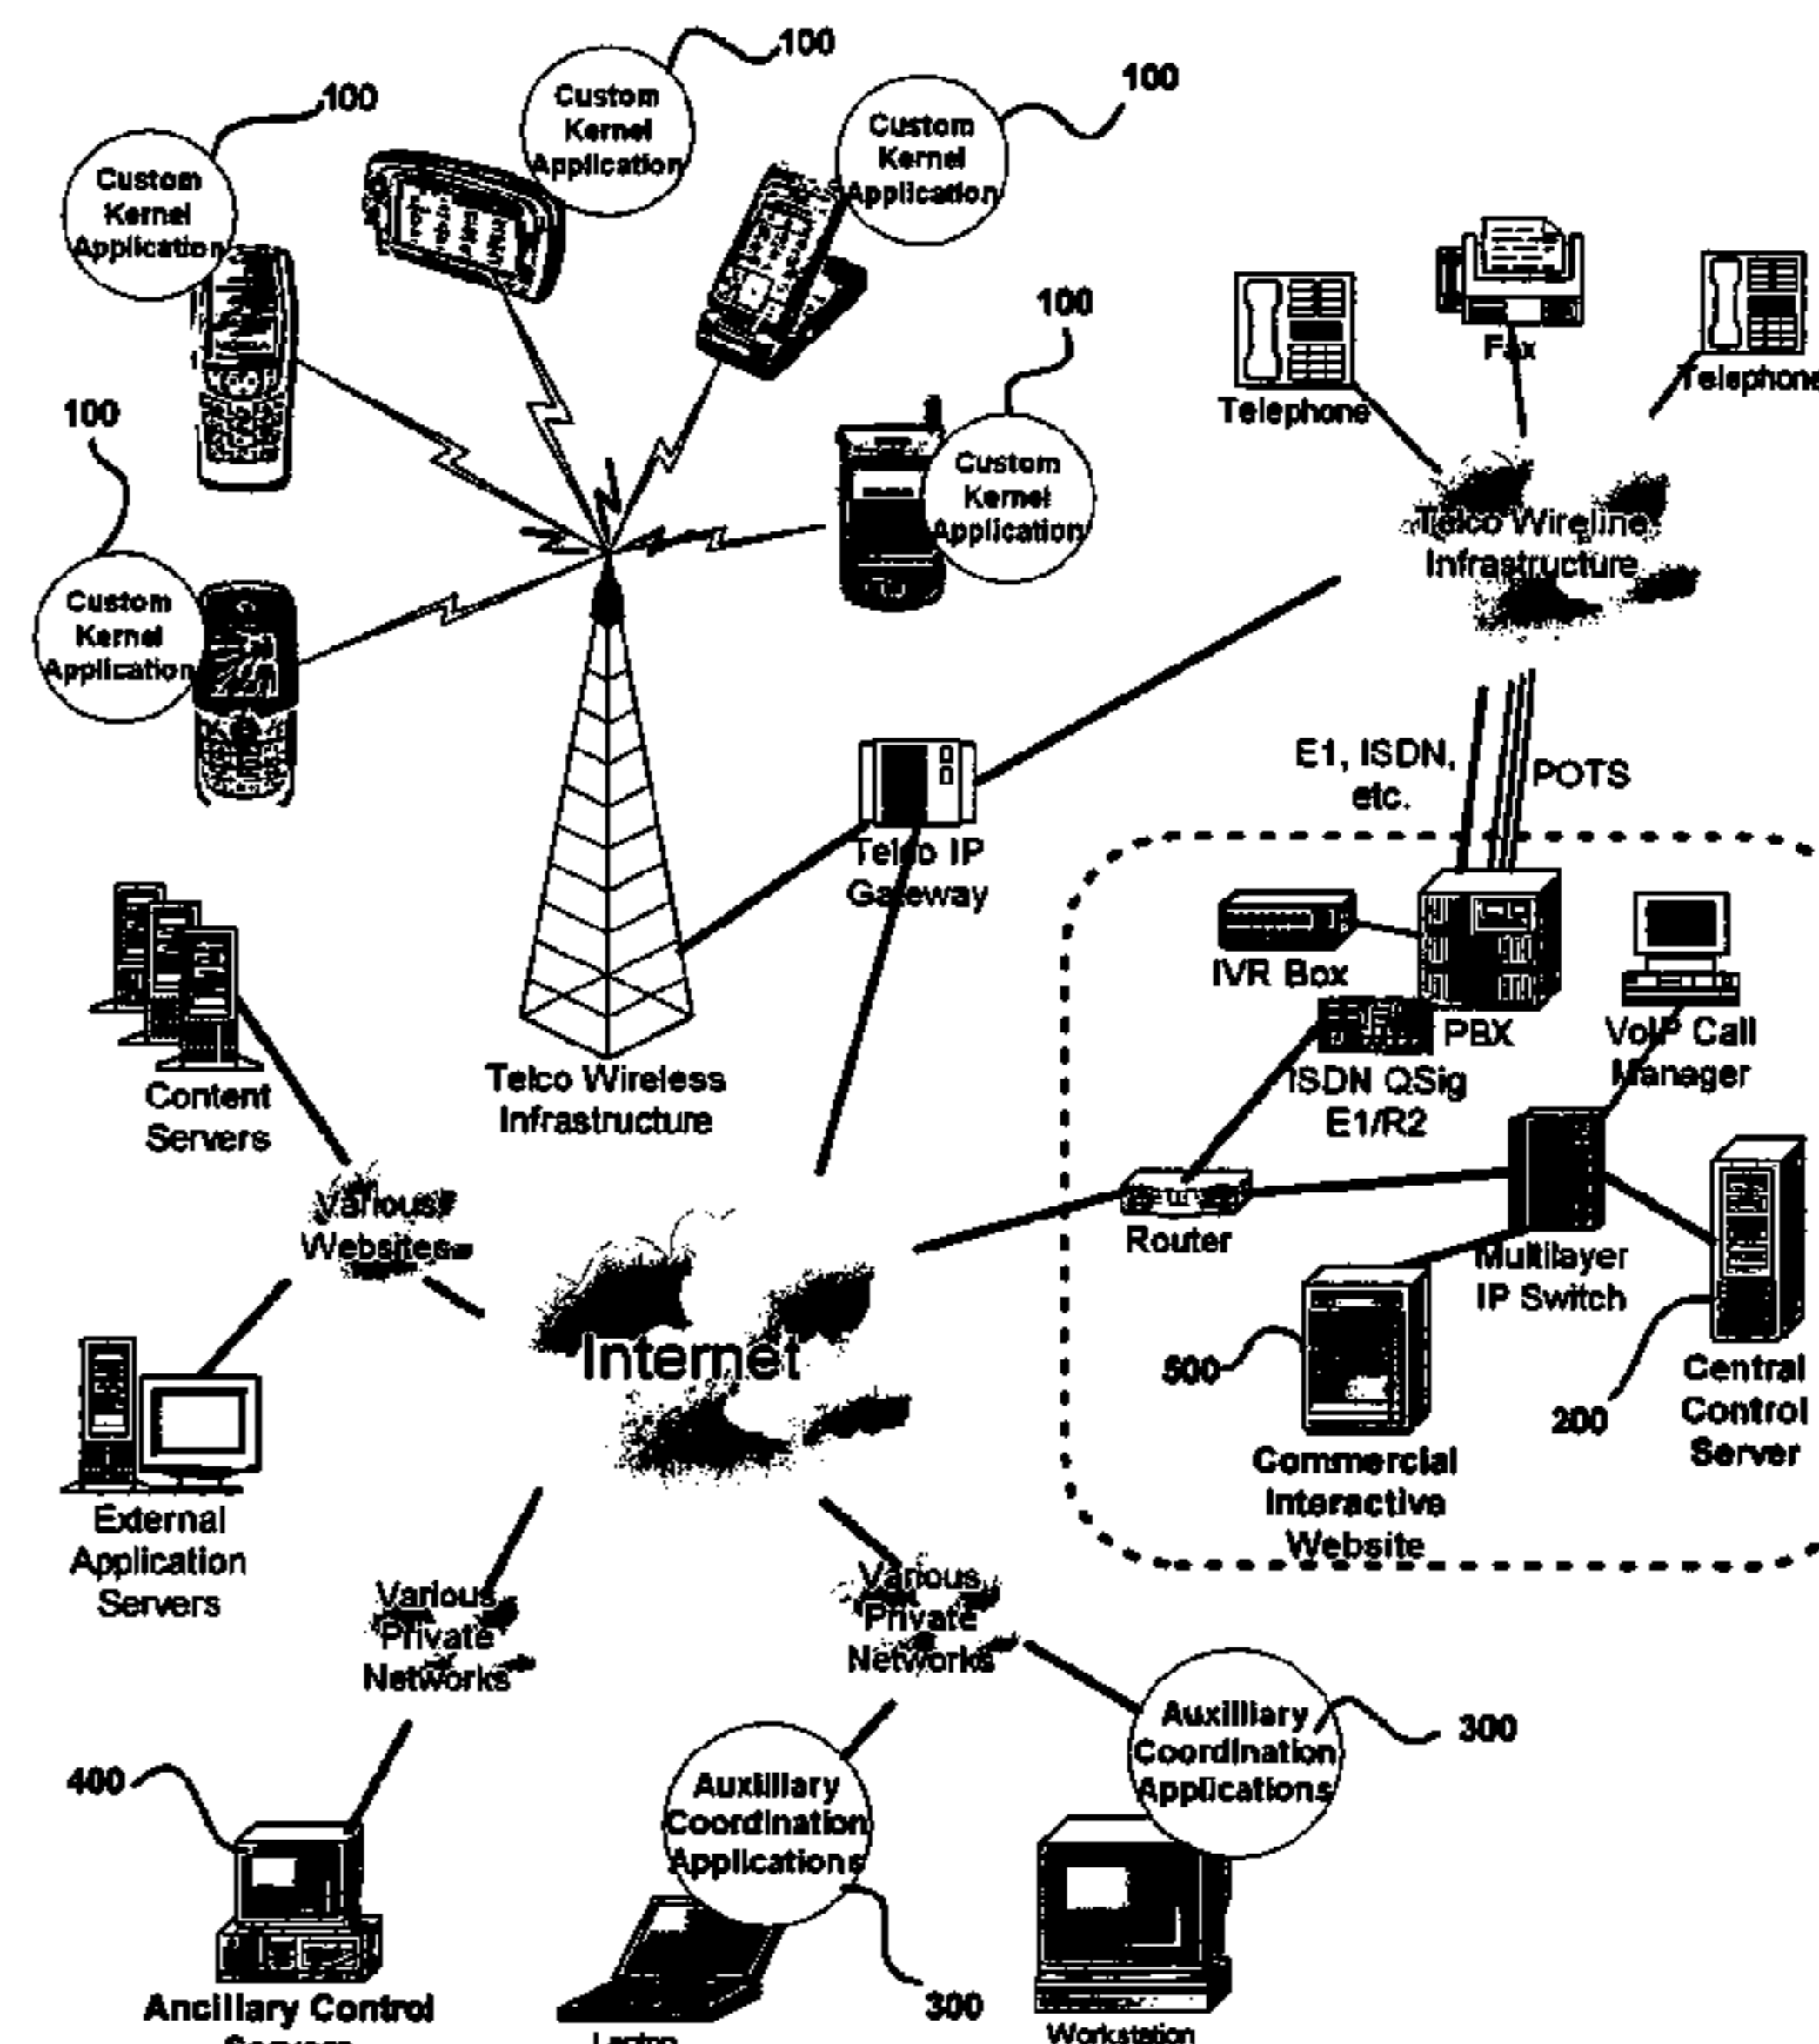 100
100
100
Custom
Kernel
Application
Custom
Kernel
Application
Custom
Kernel
Application
100
100
Custom
Kernel
Application
Custom
Kernel
Application
Telephone
Fax
Telephone
Telco Wireline
Infrastructure
E1, ISDN,
etc.
POTS
Telco IP
Gateway
IVR Box
PBX
VoIP Call
Manager
ISDN QSig
E1/R2
Telco Wireless
Infrastructure
Content
Servers
Various
Websites
Router
Multilayer
IP Switch
Internet
500
200
Central
Control
Server
Commercial
Interactive
Website
External
Application
Servers
Various
Private
Networks
Various
Private
Networks
Auxilliary
Coordination
Applications
300
400
Auxilliary
Coordination
Applications
300
Ancillary Control
Laptop
Workstation